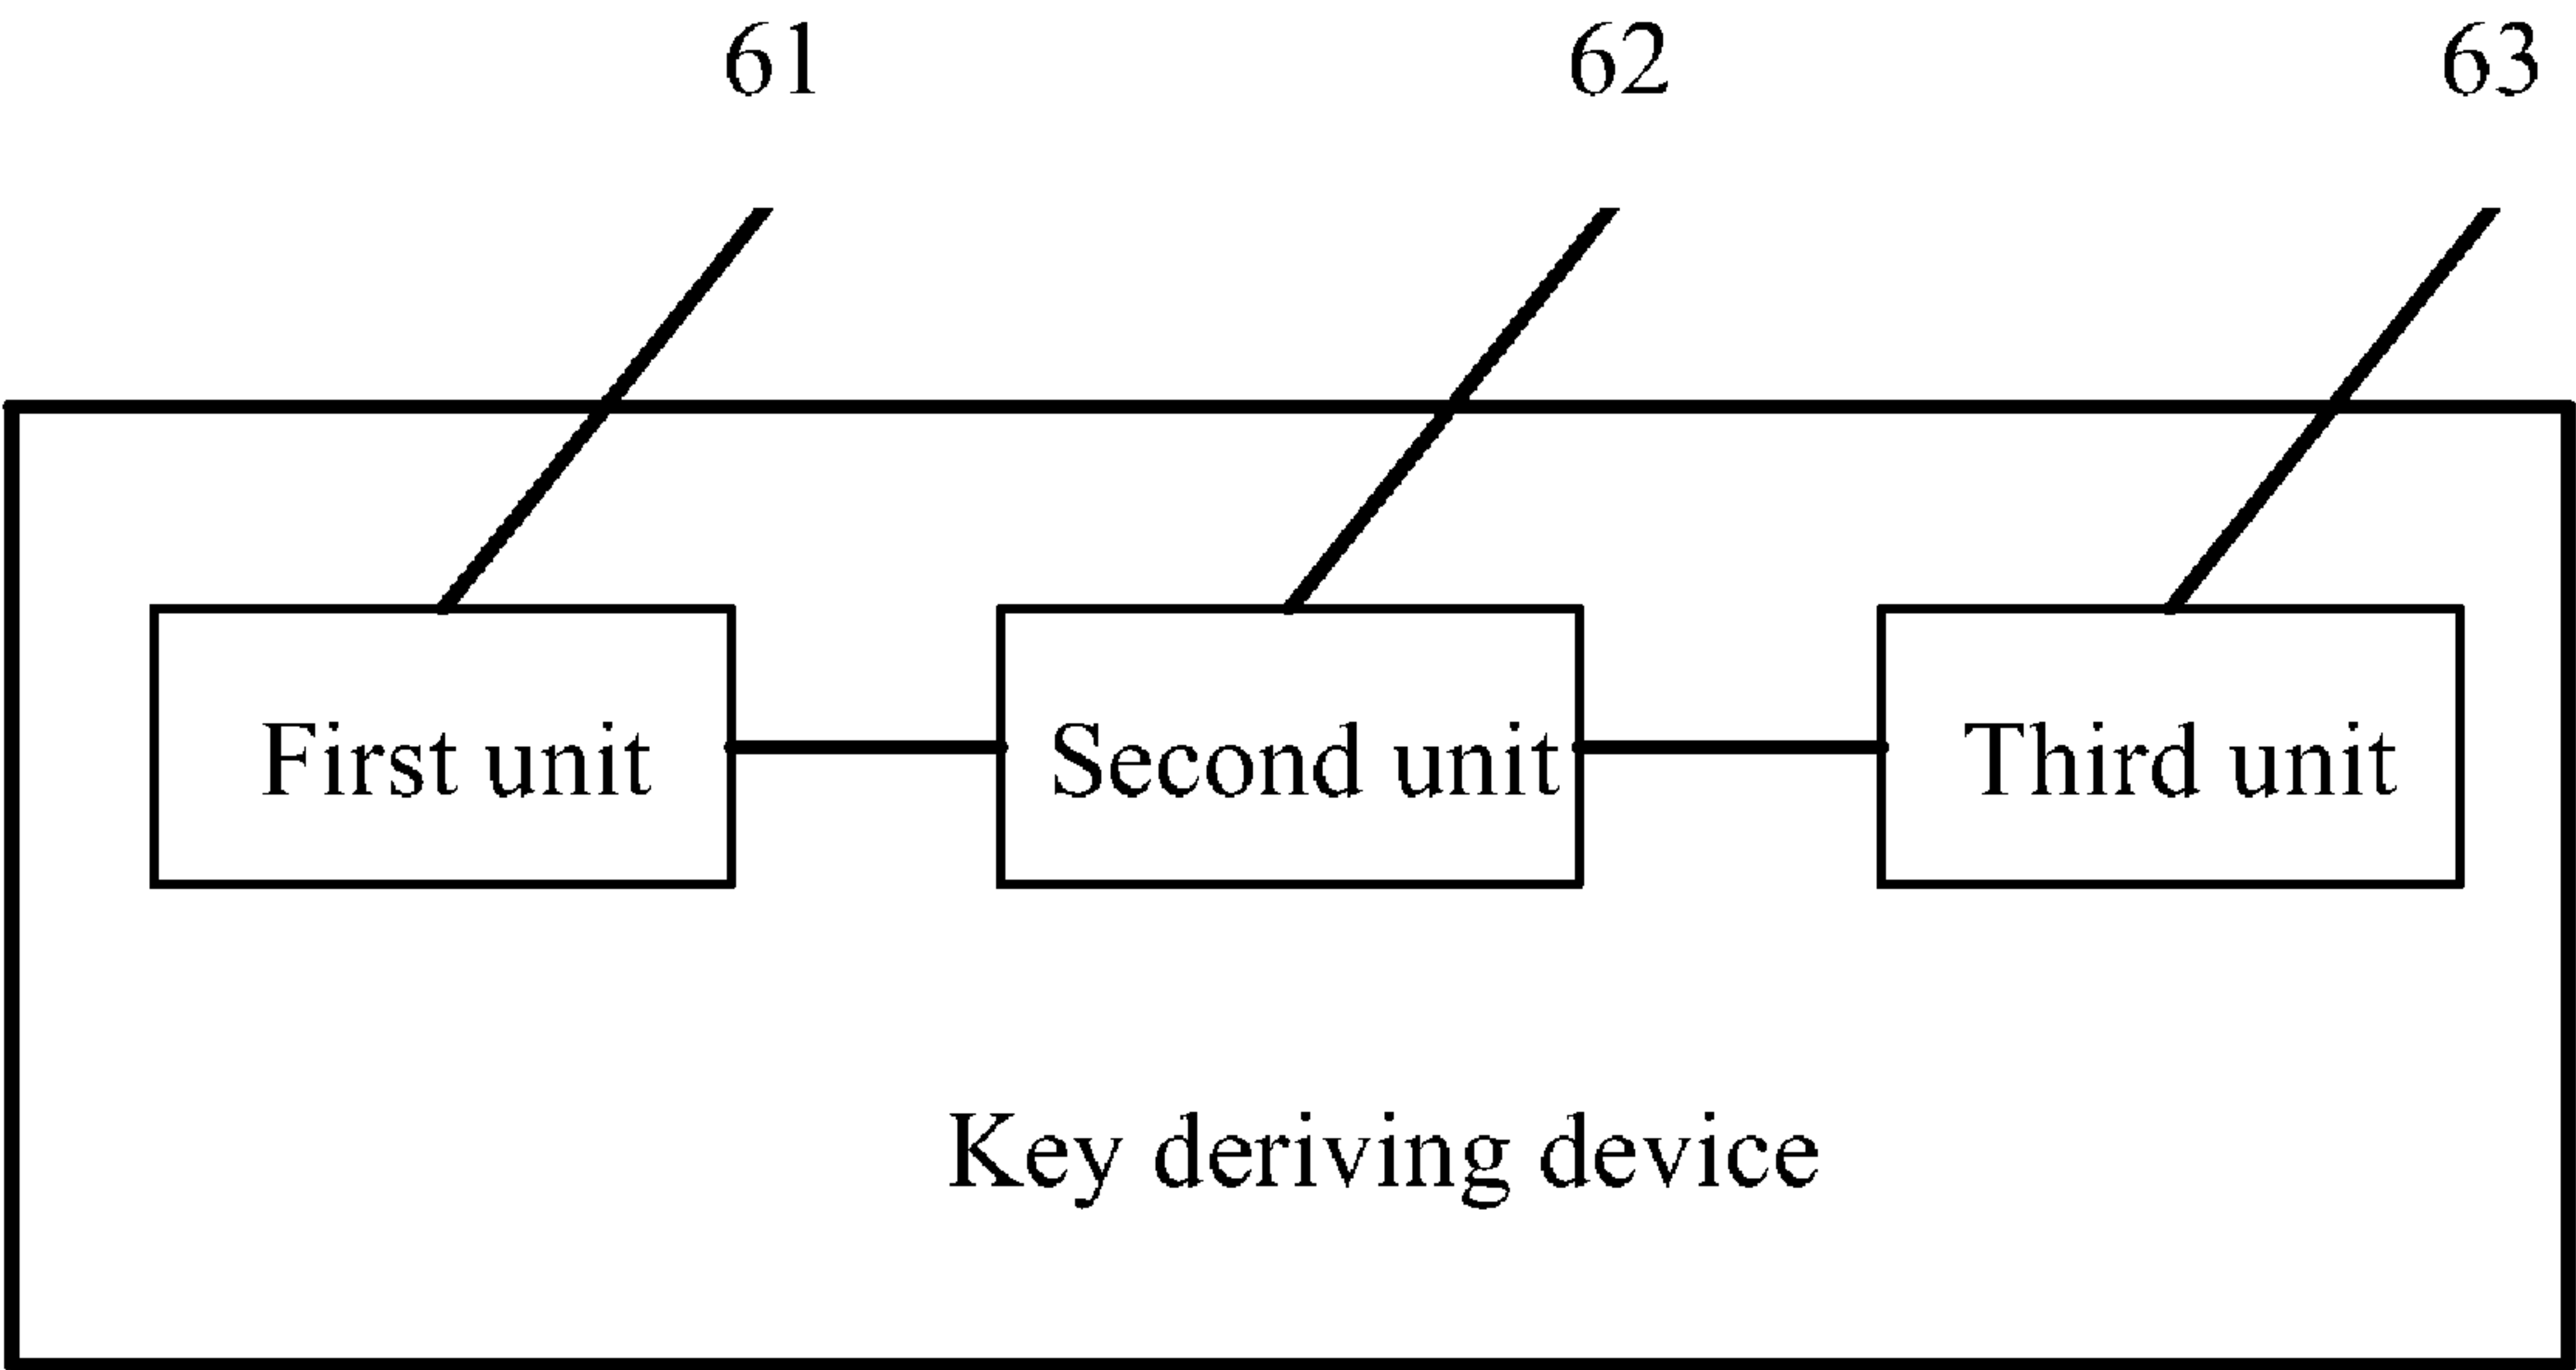 61 62 63
First unit Second unit Third unit
Key deriving device